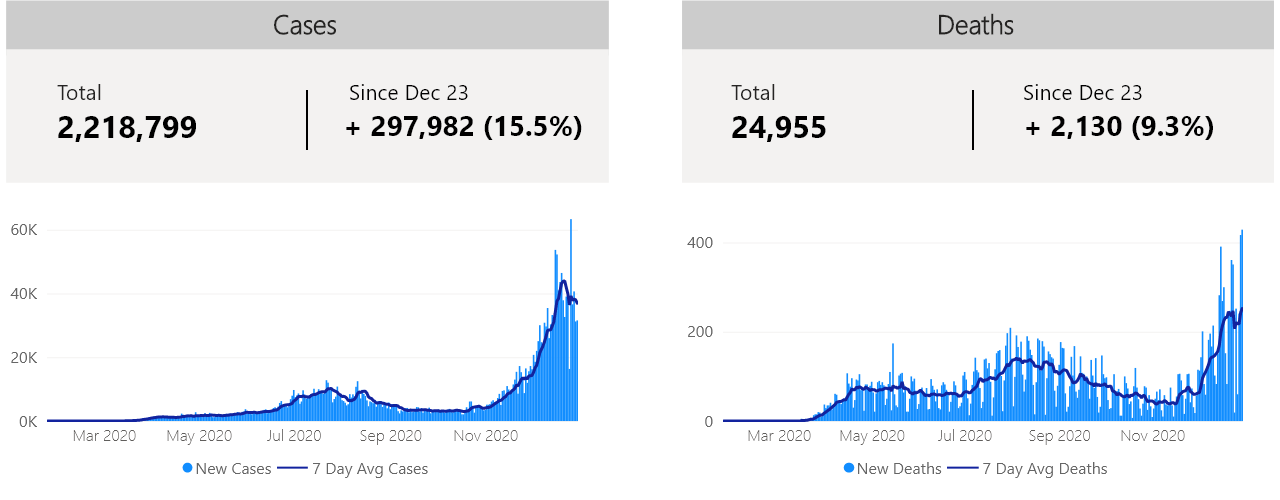 Cases
Total
2,218,799
Since Dec 23
+ 297,982 (15.5%)
60K
40K
20K
0K
Mar 2020 May 2020 Jul 2020 Sep 2020 Nov 2020
New Cases 7 Day Avg Cases
Deaths
Total
24,955
Since Dec 23
+ 2,130 (9.3%)
400
200
0
Mar 2020 May 2020 Jul 2020 Sep 2020 Nov 2020
New Deaths 7 Day Avg Deaths